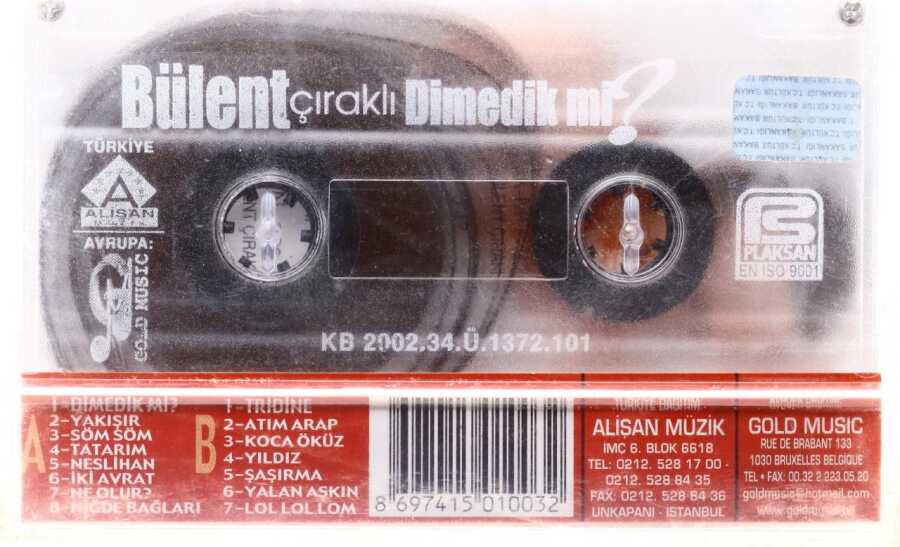 Bülent çıraklı Dimedik mi?
TÜRKİYE
A
ALİŞAN
AVRUPA:
GOLD MUSIC
PLAKSAN
EN ISO 9001
KB 2002.34.Ü.1372.101
A
1-DİMEDİK Mİ?
2-YAKIŞIR
3-SÖM SÖM
4-TATARIM
5-NESLİHAN
6-İKİ AVRAT
7-NE OLUR?
8-NİĞDE BAĞLARI
B
1-TRİDİNE
2-ATIM ARAP
3-KOCA ÖKÜZ
4-YILDIZ
5-ŞAŞIRMA
6-YALAN AŞKIN
7-LOL LOL LOM
8 697415 010032
TÜRKİYE DAĞITIM
ALİŞAN MÜZİK
İMC 6. BLOK 6618
TEL: 0212. 528 17 00 -
0212. 528 84 35
FAX: 0212. 528 84 36
UNKAPANI - İSTANBUL
GOLD MUSIC
RUE DE BRABANT 133
1030 BRUXELLES BELGIQUE
TEL • FAX: 00.32 2 223.05.20
goldmusic@hotmail.com